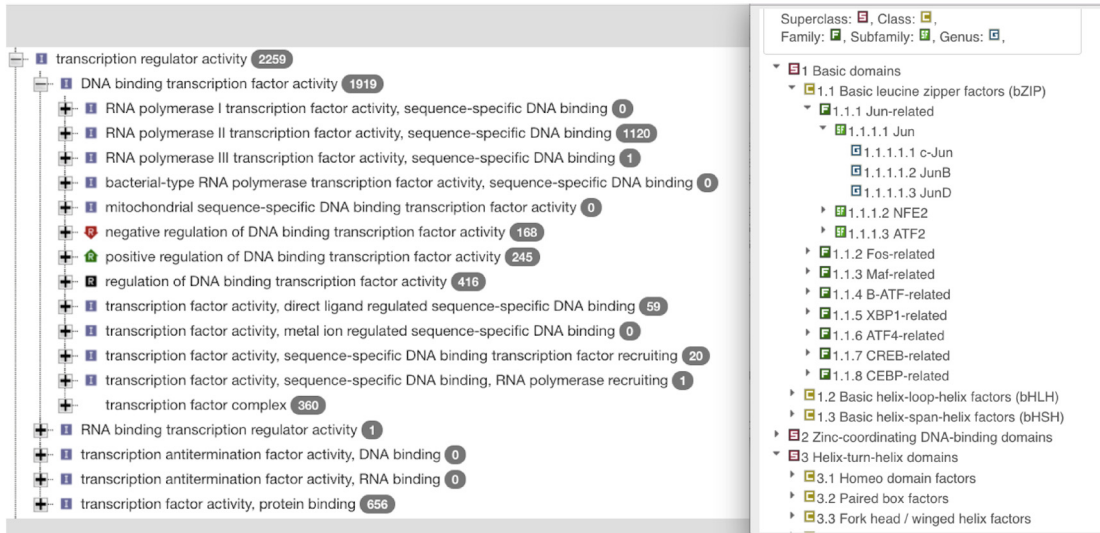 transcription regulator activity 2259
DNA binding transcription factor activity 1919
RNA polymerase I transcription factor activity, sequence-specific DNA binding 0
RNA polymerase II transcription factor activity, sequence-specific DNA binding 1120
RNA polymerase III transcription factor activity, sequence-specific DNA binding 1
bacterial-type RNA polymerase transcription factor activity, sequence-specific DNA binding 0
mitochondrial sequence-specific DNA binding transcription factor activity 0
negative regulation of DNA binding transcription factor activity 168
positive regulation of DNA binding transcription factor activity 245
regulation of DNA binding transcription factor activity 416
transcription factor activity, direct ligand regulated sequence-specific DNA binding 59
transcription factor activity, metal ion regulated sequence-specific DNA binding 0
transcription factor activity, sequence-specific DNA binding transcription factor recruiting 20
transcription factor activity, sequence-specific DNA binding, RNA polymerase recruiting 1
transcription factor complex 360
RNA binding transcription regulator activity 1
transcription antitermination factor activity, DNA binding 0
transcription antitermination factor activity, RNA binding 0
transcription factor activity, protein binding 656
Superclass: S, Class: C,
Family: F, Subfamily: SF, Genus: G,
S 1 Basic domains
C 1.1 Basic leucine zipper factors (bZIP)
F 1.1.1 Jun-related
SF 1.1.1.1 Jun
G 1.1.1.1.1 c-Jun
G 1.1.1.1.2 JunB
G 1.1.1.1.3 JunD
SF 1.1.1.2 NFE2
SF 1.1.1.3 ATF2
F 1.1.2 Fos-related
F 1.1.3 Maf-related
F 1.1.4 B-ATF-related
F 1.1.5 XBP1-related
F 1.1.6 ATF4-related
F 1.1.7 CREB-related
F 1.1.8 CEBP-related
C 1.2 Basic helix-loop-helix factors (bHLH)
C 1.3 Basic helix-span-helix factors (bHSH)
S 2 Zinc-coordinating DNA-binding domains
S 3 Helix-turn-helix domains
C 3.1 Homeo domain factors
C 3.2 Paired box factors
C 3.3 Fork head / winged helix factors